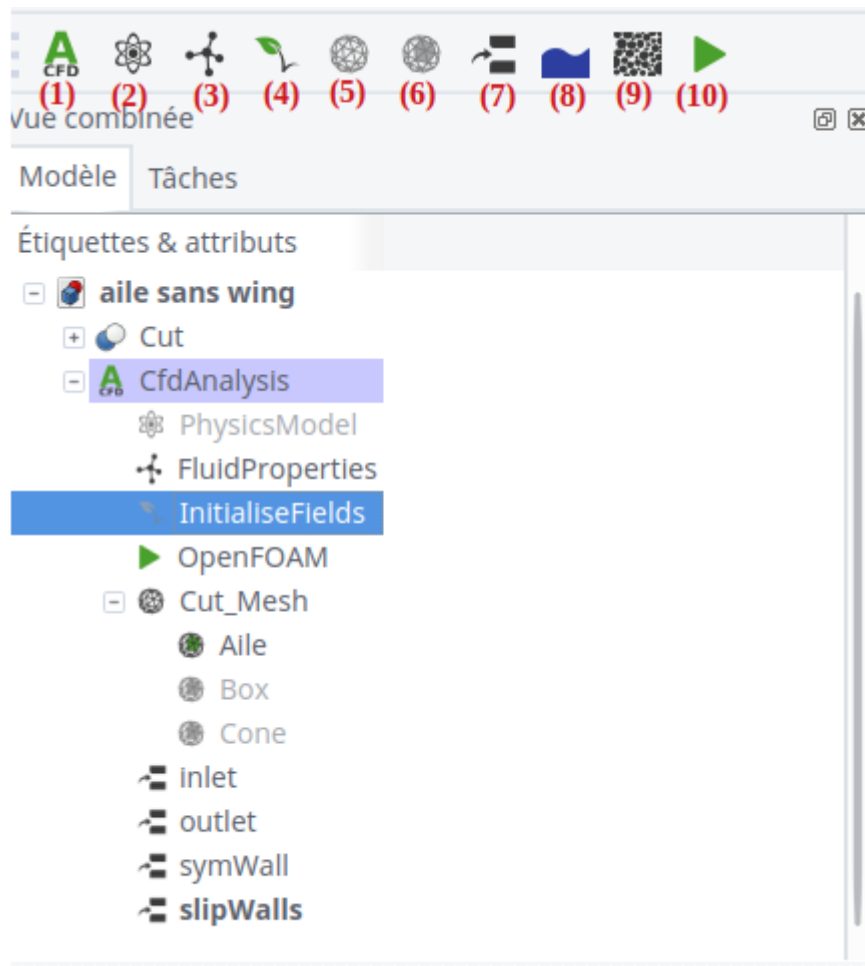 A
CFD
(1) (2) (3) (4) (5) (6) (7) (8) (9) (10)
Vue combinée
Modèle Tâches
Étiquettes & attributs
aile sans wing
Cut
A
CFD
CfdAnalysis
PhysicsModel
FluidProperties
InitialiseFields
OpenFOAM
Cut_Mesh
Aile
Box
Cone
inlet
outlet
symWall
slipWalls